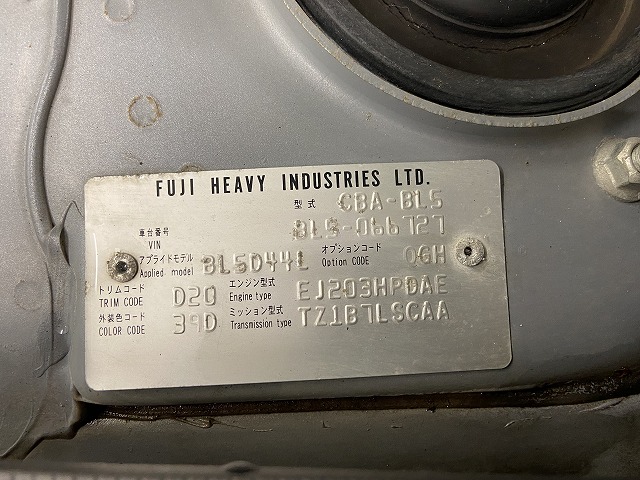 FUJI HEAVY INDUSTRIES LTD.
型式 CBA-BL5
車台番号 VIN BL5-066727
アプライドモデル Applied model BL5D44L オプションコード Option CODE OGH
トリムコード TRIM CODE D20 エンジン型式 Engine type EJ203HPDAE
外装色コード COLOR CODE 39D ミッション型式 Transmission type TZ1B7LSCAA